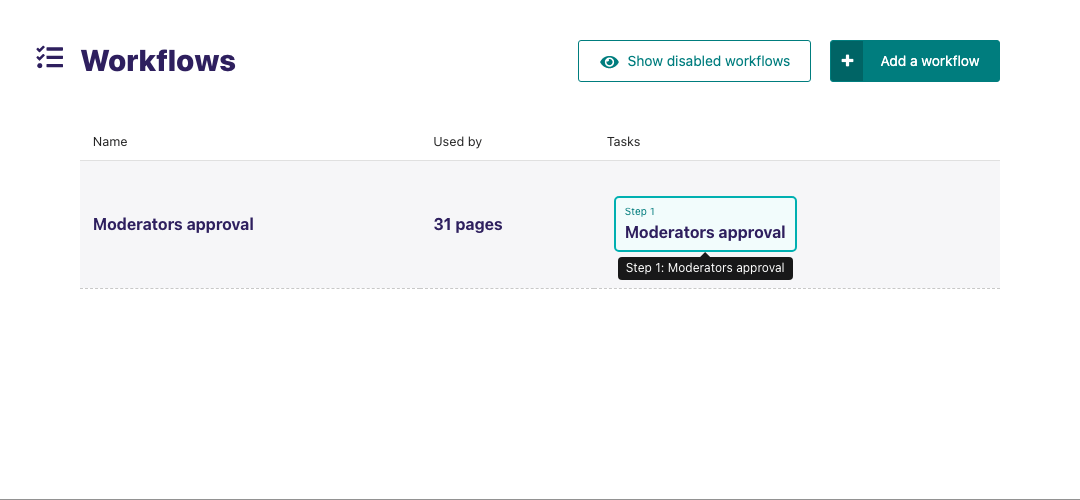 Workflows
Show disabled workflows
Add a workflow
Name
Used by
Tasks
Moderators approval
31 pages
Step 1
Moderators approval
Step 1: Moderators approval